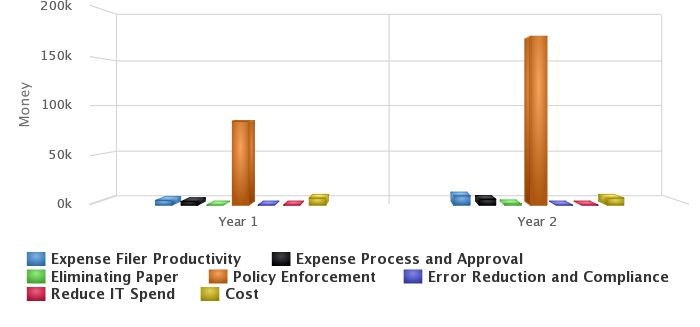 200k
150k
100k
50k
0k
Money
Year 1 Year 2
Expense Filer Productivity Expense Process and Approval
Eliminating Paper Policy Enforcement Error Reduction and Compliance
Reduce IT Spend Cost